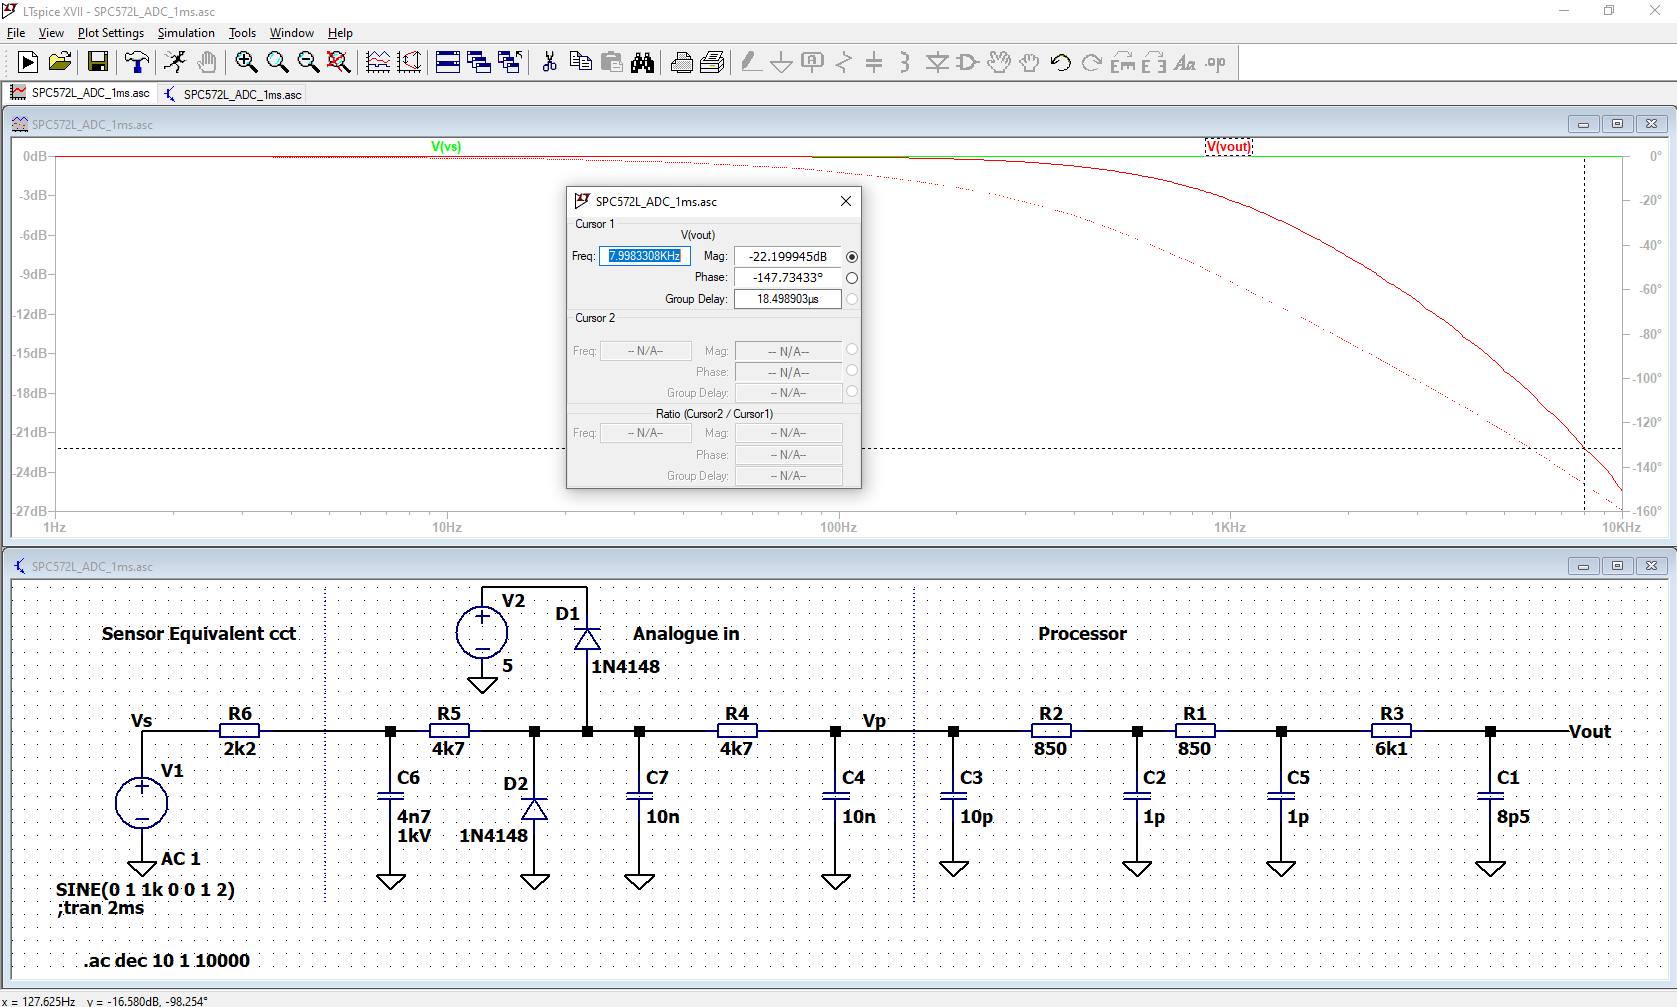 LTspice XVII - SPC572L_ADC_1ms.asc
File View Plot Settings Simulation Tools Window Help
SPC572L_ADC_1ms.asc SPC572L_ADC_1ms.asc
SPC572L_ADC_1ms.asc
V(vs) V(vout)
0dB 0°
-3dB -20°
-6dB -40°
-9dB -60°
-12dB -80°
-15dB -100°
-18dB -120°
-21dB -140°
-24dB
-27dB -160°
1Hz 10Hz 100Hz 1KHz 10KHz
SPC572L_ADC_1ms.asc
Cursor 1
V(vout)
Freq: 7.9983308KHz Mag: -22.199945dB
Phase: -147.73433°
Group Delay: 18.498903µs
Cursor 2
Freq: -- N/A-- Mag: -- N/A--
Phase: -- N/A--
Group Delay: -- N/A--
Ratio (Cursor2 / Cursor1)
Freq: -- N/A-- Mag: -- N/A--
Phase: -- N/A--
Group Delay: -- N/A--
SPC572L_ADC_1ms.asc
V2 D1
Sensor Equivalent cct Analogue in Processor
5 1N4148
Vs R6 R5 R4 Vp R2 R1 R3 Vout
2k2 4k7 4k7 850 850 6k1
V1 C6 D2 C7 C4 C3 C2 C5 C1
4n7 10n 10n 10p 1p 1p 8p5
1kV 1N4148
AC 1
SINE(0 1 1k 0 0 1 2)
;tran 2ms
.ac dec 10 1 10000
x = 127.625Hz y = -16.580dB, -98.254°